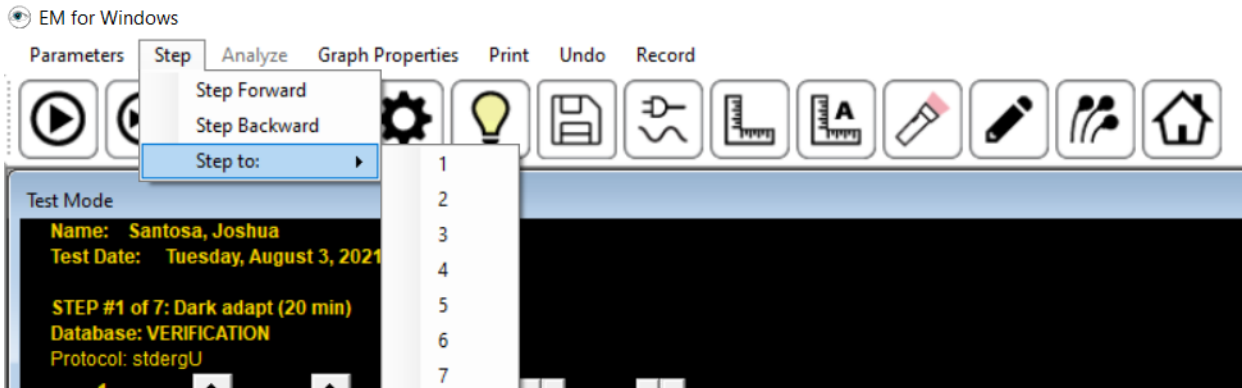 EM for Windows
Parameters Step Analyze Graph Properties Print Undo Record
Step Forward
Step Backward
Step to:
A
1
2
3
4
5
6
7
Test Mode
Name: Santosa, Joshua
Test Date: Tuesday, August 3, 2021
STEP #1 of 7: Dark adapt (20 min)
Database: VERIFICATION
Protocol: stdergU